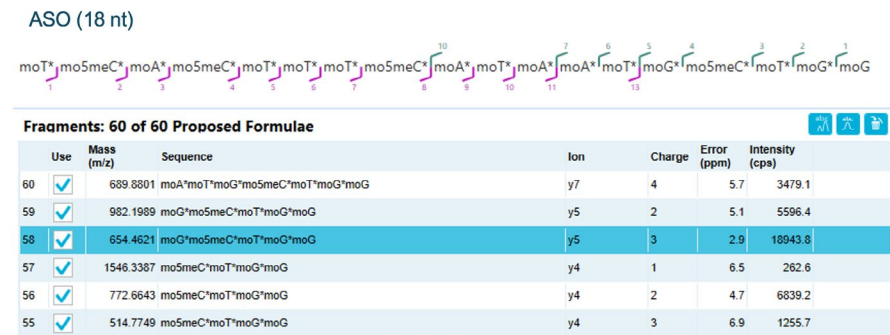 ASO (18 nt)
10 7 6 5 4 3 2 1
moT* mo5meC* moA* mo5meC* moT* moT* moT* mo5meC* moA* moT* moA* moA* moT* moG* mo5meC* moT* moG* moG
1 2 3 4 5 6 7 8 9 10 11 13
Fragments: 60 of 60 Proposed Formulae
Use Mass (m/z) Sequence Ion Charge Error (ppm) Intensity (cps)
60 689.8801 moA*moT*moG*mo5meC*moT*moG*moG y7 4 5.7 3479.1
59 982.1989 moG*mo5meC*moT*moG*moG y5 2 5.1 5596.4
58 654.4621 moG*mo5meC*moT*moG*moG y5 3 2.9 18943.8
57 1546.3387 mo5meC*moT*moG*moG y4 1 6.5 262.6
56 772.6643 mo5meC*moT*moG*moG y4 2 4.7 6839.2
55 514.7749 mo5meC*moT*moG*moG y4 3 6.9 1255.7